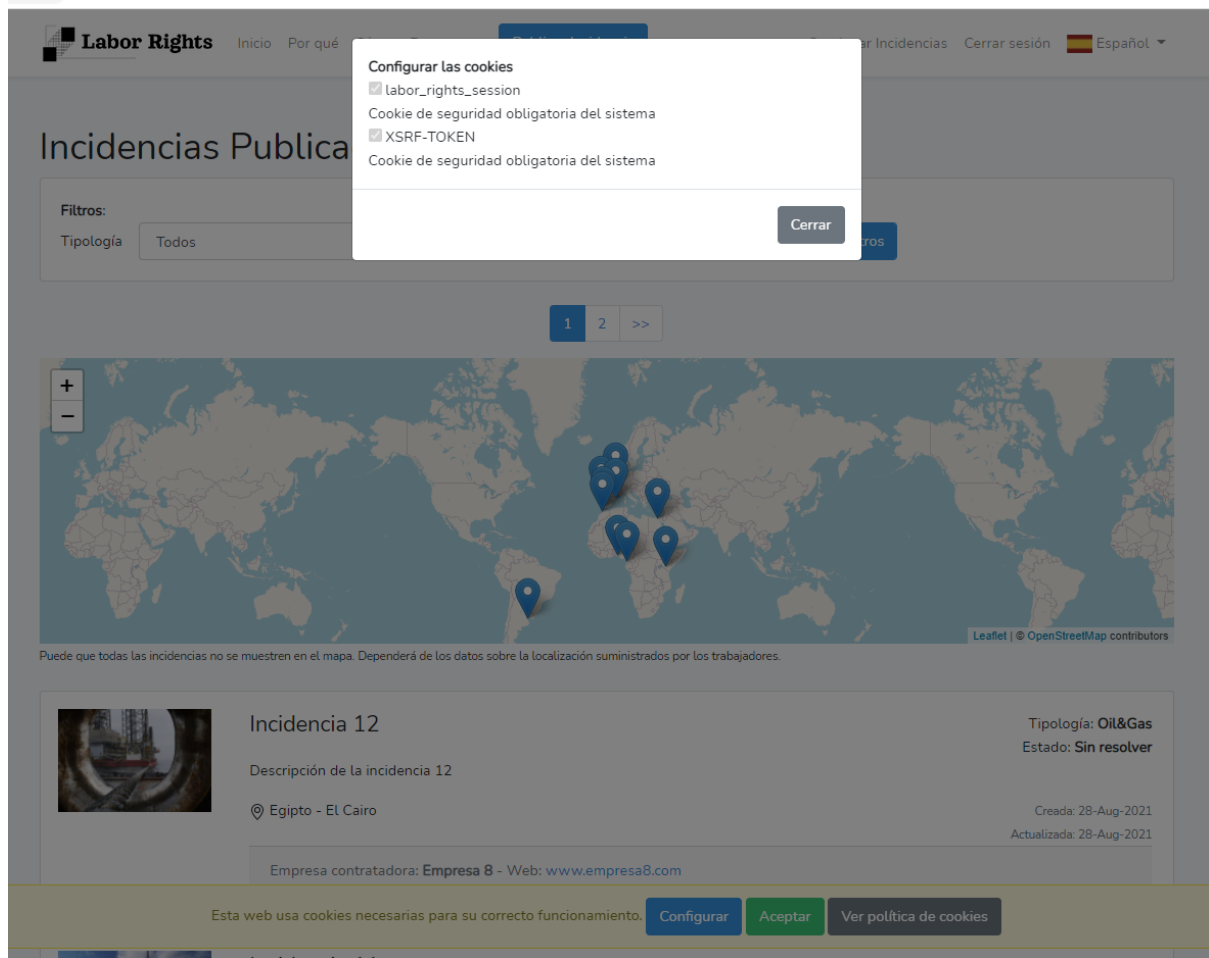 Labor Rights Inicio Por qué ar Incidencias Cerrar sesión Español
Configurar las cookies
labor_rights_session
Cookie de seguridad obligatoria del sistema
XSRF-TOKEN
Cookie de seguridad obligatoria del sistema
Cerrar
Incidencias Publica
Filtros:
Tipología Todos
tros
1 2 >>
+
−
Leaflet | © OpenStreetMap contributors
Puede que todas las incidencias no se muestren en el mapa. Dependerá de los datos sobre la localización suministrados por los trabajadores.
Incidencia 12
Tipología: Oil&Gas
Estado: Sin resolver
Descripción de la incidencia 12
Egipto - El Cairo
Creada: 28-Aug-2021
Actualizada: 28-Aug-2021
Empresa contratadora: Empresa 8 - Web: www.empresa8.com
Esta web usa cookies necesarias para su correcto funcionamiento. Configurar Aceptar Ver política de cookies